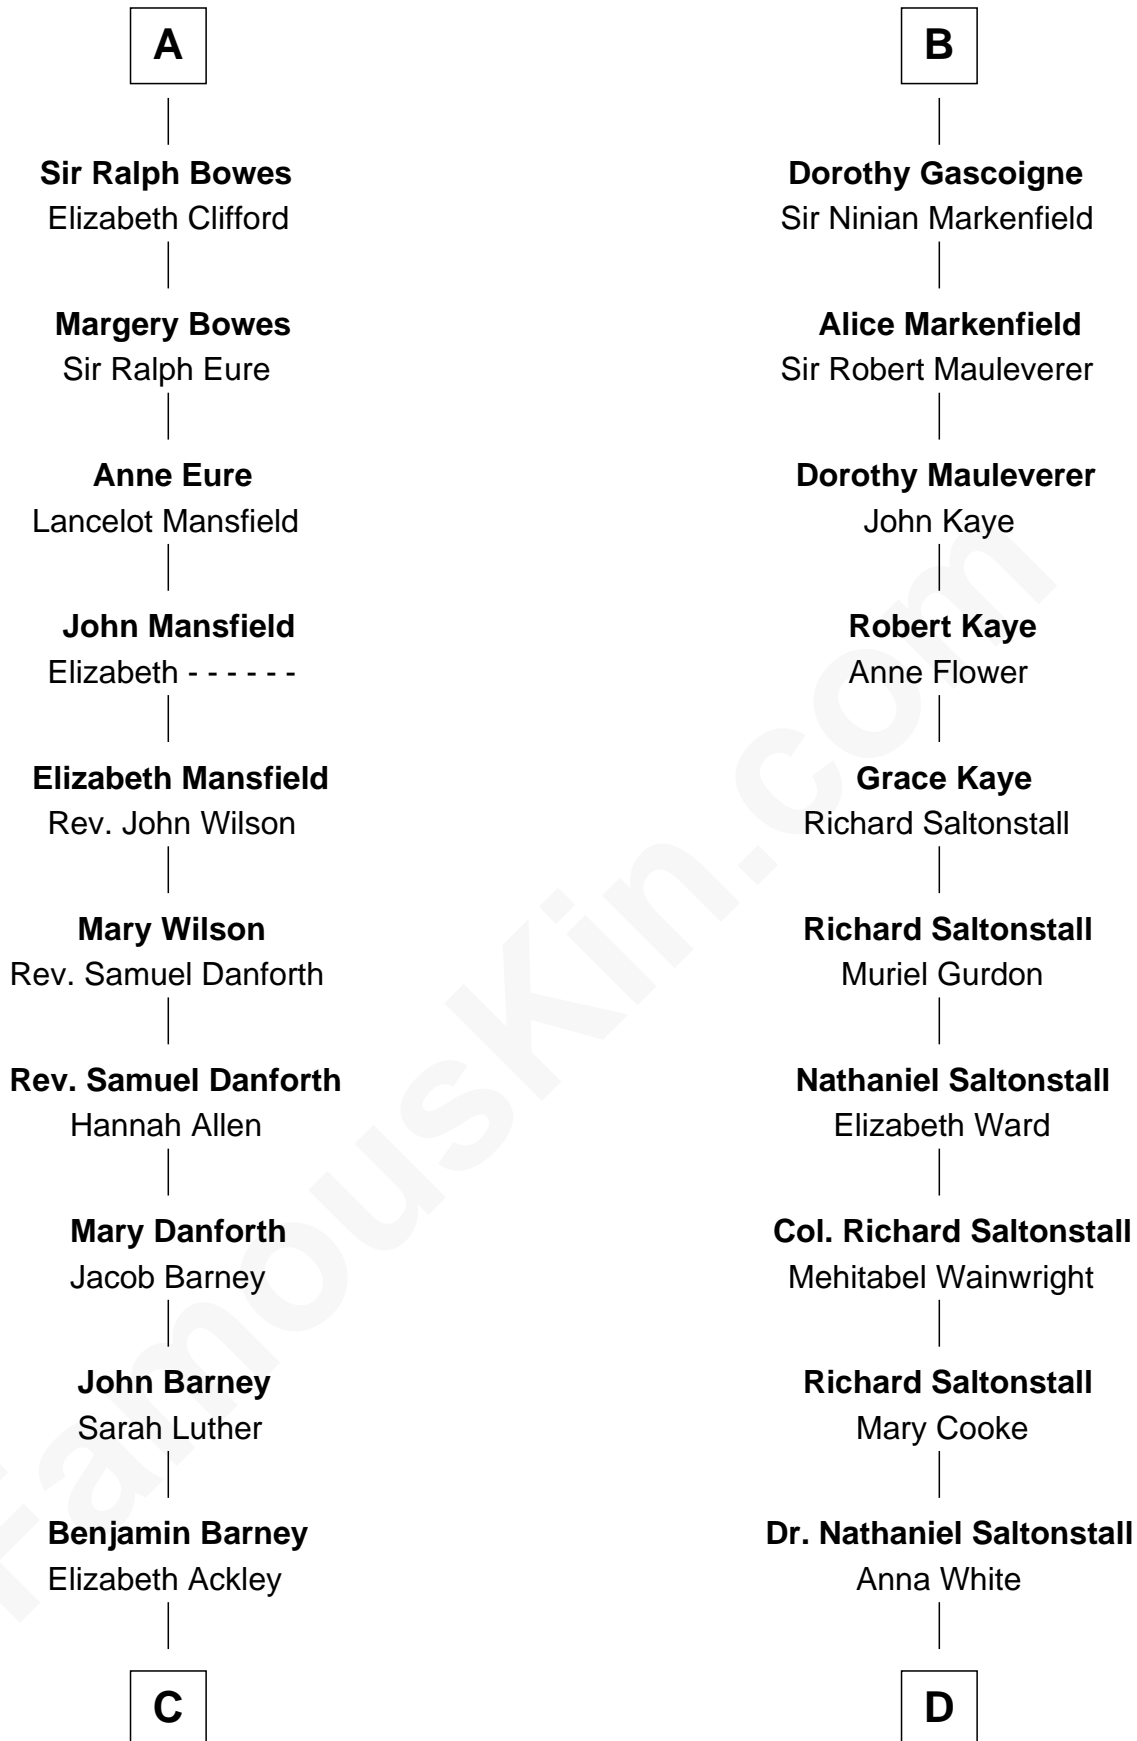 A
Sir Ralph Bowes
Elizabeth Clifford
Margery Bowes
Sir Ralph Eure
Anne Eure
Lancelot Mansfield
John Mansfield
Elizabeth - - - - - -
Elizabeth Mansfield
Rev. John Wilson
Mary Wilson
Rev. Samuel Danforth
Rev. Samuel Danforth
Hannah Allen
Mary Danforth
Jacob Barney
John Barney
Sarah Luther
Benjamin Barney
Elizabeth Ackley
C
B
Dorothy Gascoigne
Sir Ninian Markenfield
Alice Markenfield
Sir Robert Mauleverer
Dorothy Mauleverer
John Kaye
Robert Kaye
Anne Flower
Grace Kaye
Richard Saltonstall
Richard Saltonstall
Muriel Gurdon
Nathaniel Saltonstall
Elizabeth Ward
Col. Richard Saltonstall
Mehitabel Wainwright
Richard Saltonstall
Mary Cooke
Dr. Nathaniel Saltonstall
Anna White
D
FamousKin.com